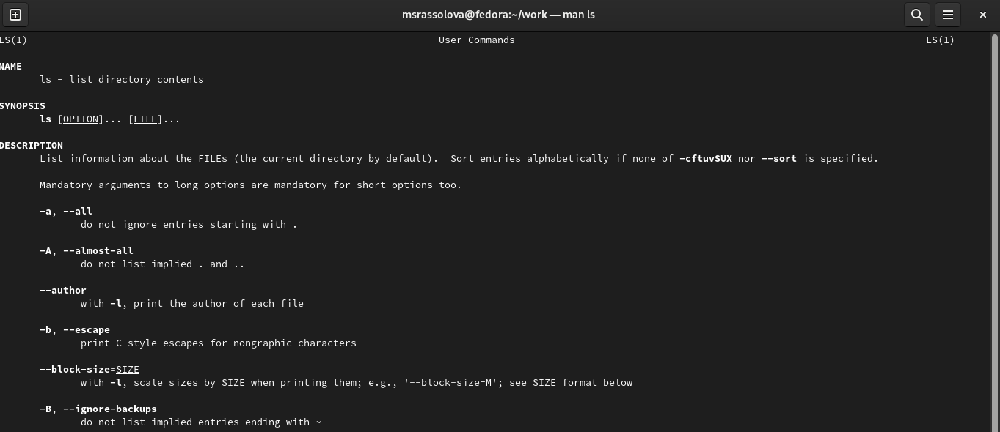 msrassolova@fedora:~/work — man ls
LS(1) User Commands LS(1)
NAME
ls - list directory contents
SYNOPSIS
ls [OPTION]... [FILE]...
DESCRIPTION
List information about the FILEs (the current directory by default).  Sort entries alphabetically if none of -cftuvSUX nor --sort is specified.
Mandatory arguments to long options are mandatory for short options too.
-a, --all
do not ignore entries starting with .
-A, --almost-all
do not list implied . and ..
--author
with -l, print the author of each file
-b, --escape
print C-style escapes for nongraphic characters
--block-size=SIZE
with -l, scale sizes by SIZE when printing them; e.g., '--block-size=M'; see SIZE format below
-B, --ignore-backups
do not list implied entries ending with ~